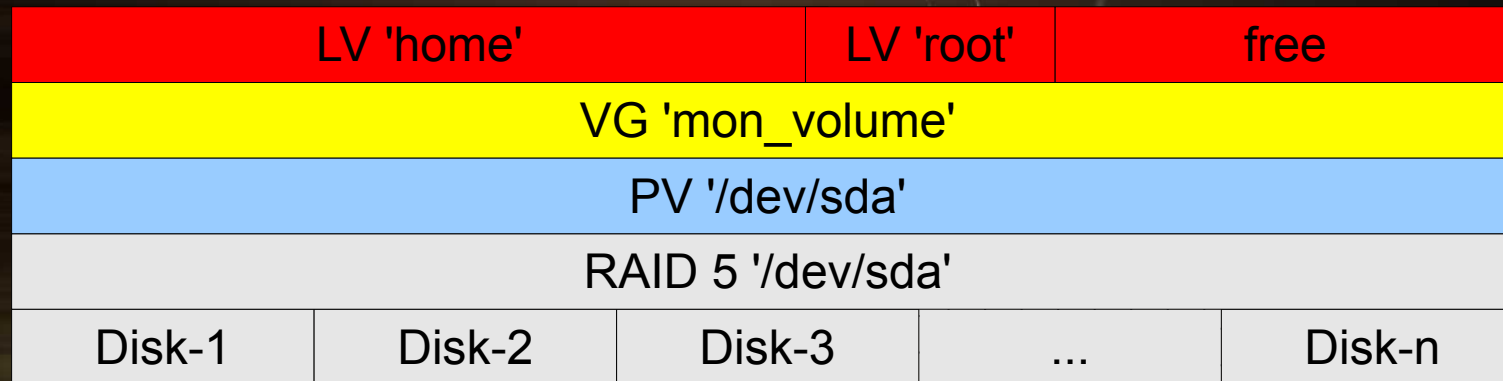 LV 'home' LV 'root' free
VG 'mon_volume'
PV '/dev/sda'
RAID 5 '/dev/sda'
Disk-1 Disk-2 Disk-3 ... Disk-n